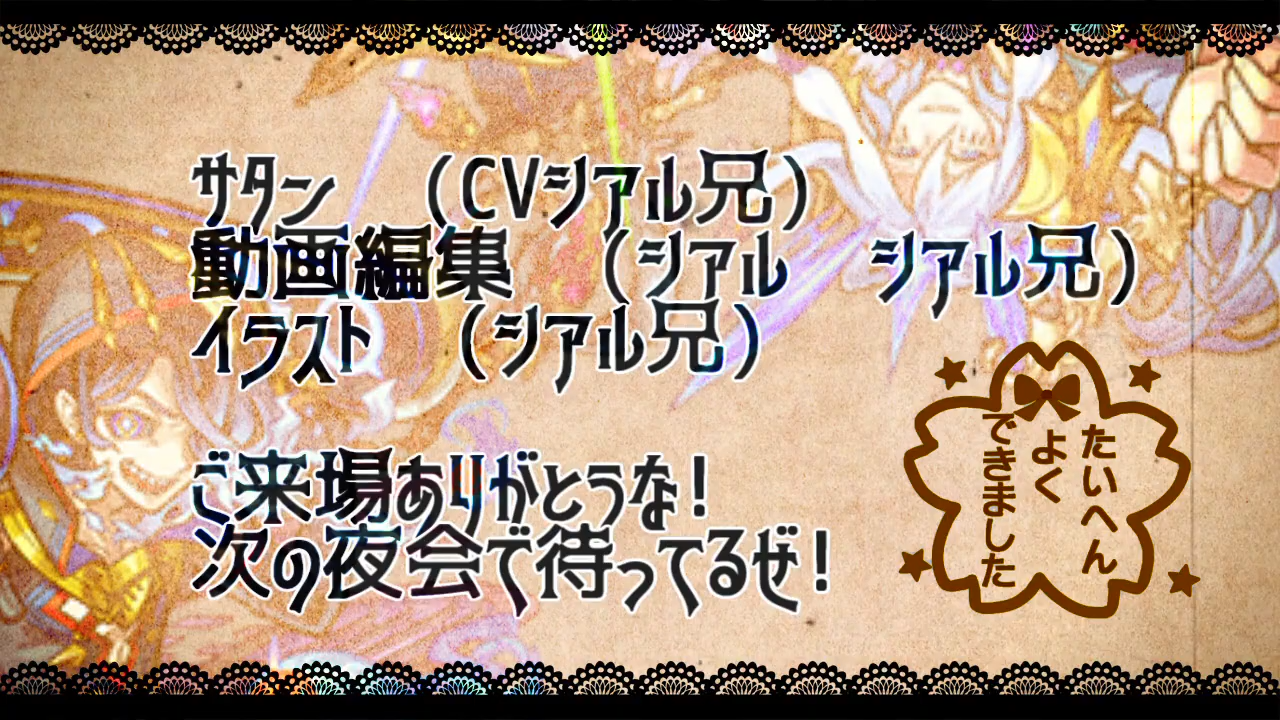 サタン　（CVシアル兄）
動画編集　（シアル　シアル兄）
イラスト　（シアル兄）
ご来場ありがとうな！
次の夜会で待ってるぜ！
たいへん
よく
できました